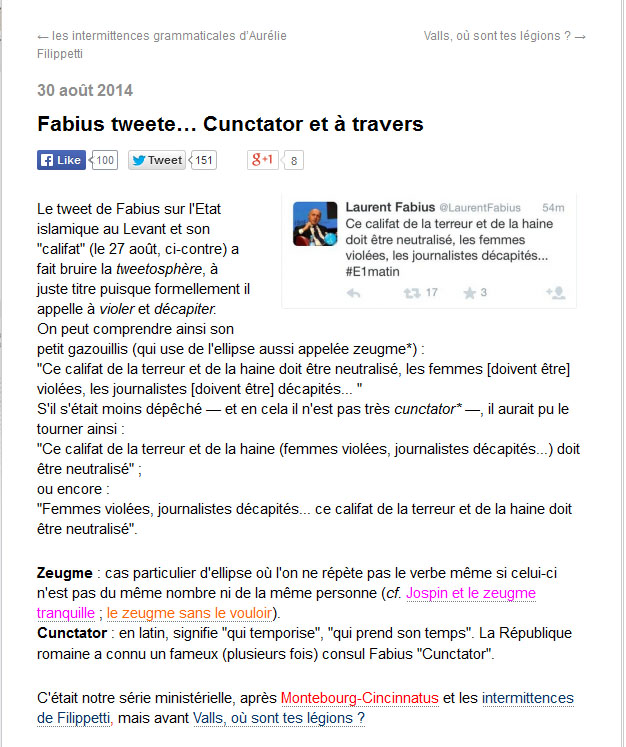 ← les intermittences grammaticales d'Aurélie
Filippetti
Valls, où sont tes légions ? →
30 août 2014
Fabius tweete… Cunctator et à travers
Like 100 Tweet 151 g+1 8
Le tweet de Fabius sur l'Etat
islamique au Levant et son
"califat" (le 27 août, ci-contre) a
fait bruire la tweetosphère, à
juste titre puisque formellement il
appelle à violer et décapiter.
On peut comprendre ainsi son
Laurent Fabius @LaurentFabius 54m
Ce califat de la terreur et de la haine
doit être neutralisé, les femmes
violées, les journalistes décapités...
#E1matin
17 3
petit gazouillis (qui use de l'ellipse aussi appelée zeugme*) :
"Ce califat de la terreur et de la haine doit être neutralisé, les femmes [doivent être]
violées, les journalistes [doivent être] décapités... "
S'il s'était moins dépêché — et en cela il n'est pas très cunctator* —, il aurait pu le
tourner ainsi :
"Ce califat de la terreur et de la haine (femmes violées, journalistes décapités...) doit
être neutralisé" ;
ou encore :
"Femmes violées, journalistes décapités... ce califat de la terreur et de la haine doit
être neutralisé".
Zeugme : cas particulier d'ellipse où l'on ne répète pas le verbe même si celui-ci
n'est pas du même nombre ni de la même personne (cf. Jospin et le zeugme
tranquille ; le zeugme sans le vouloir).
Cunctator : en latin, signifie "qui temporise", "qui prend son temps". La République
romaine a connu un fameux (plusieurs fois) consul Fabius "Cunctator".
C'était notre série ministérielle, après Montebourg-Cincinnatus et les intermittences
de Filippetti, mais avant Valls, où sont tes légions ?